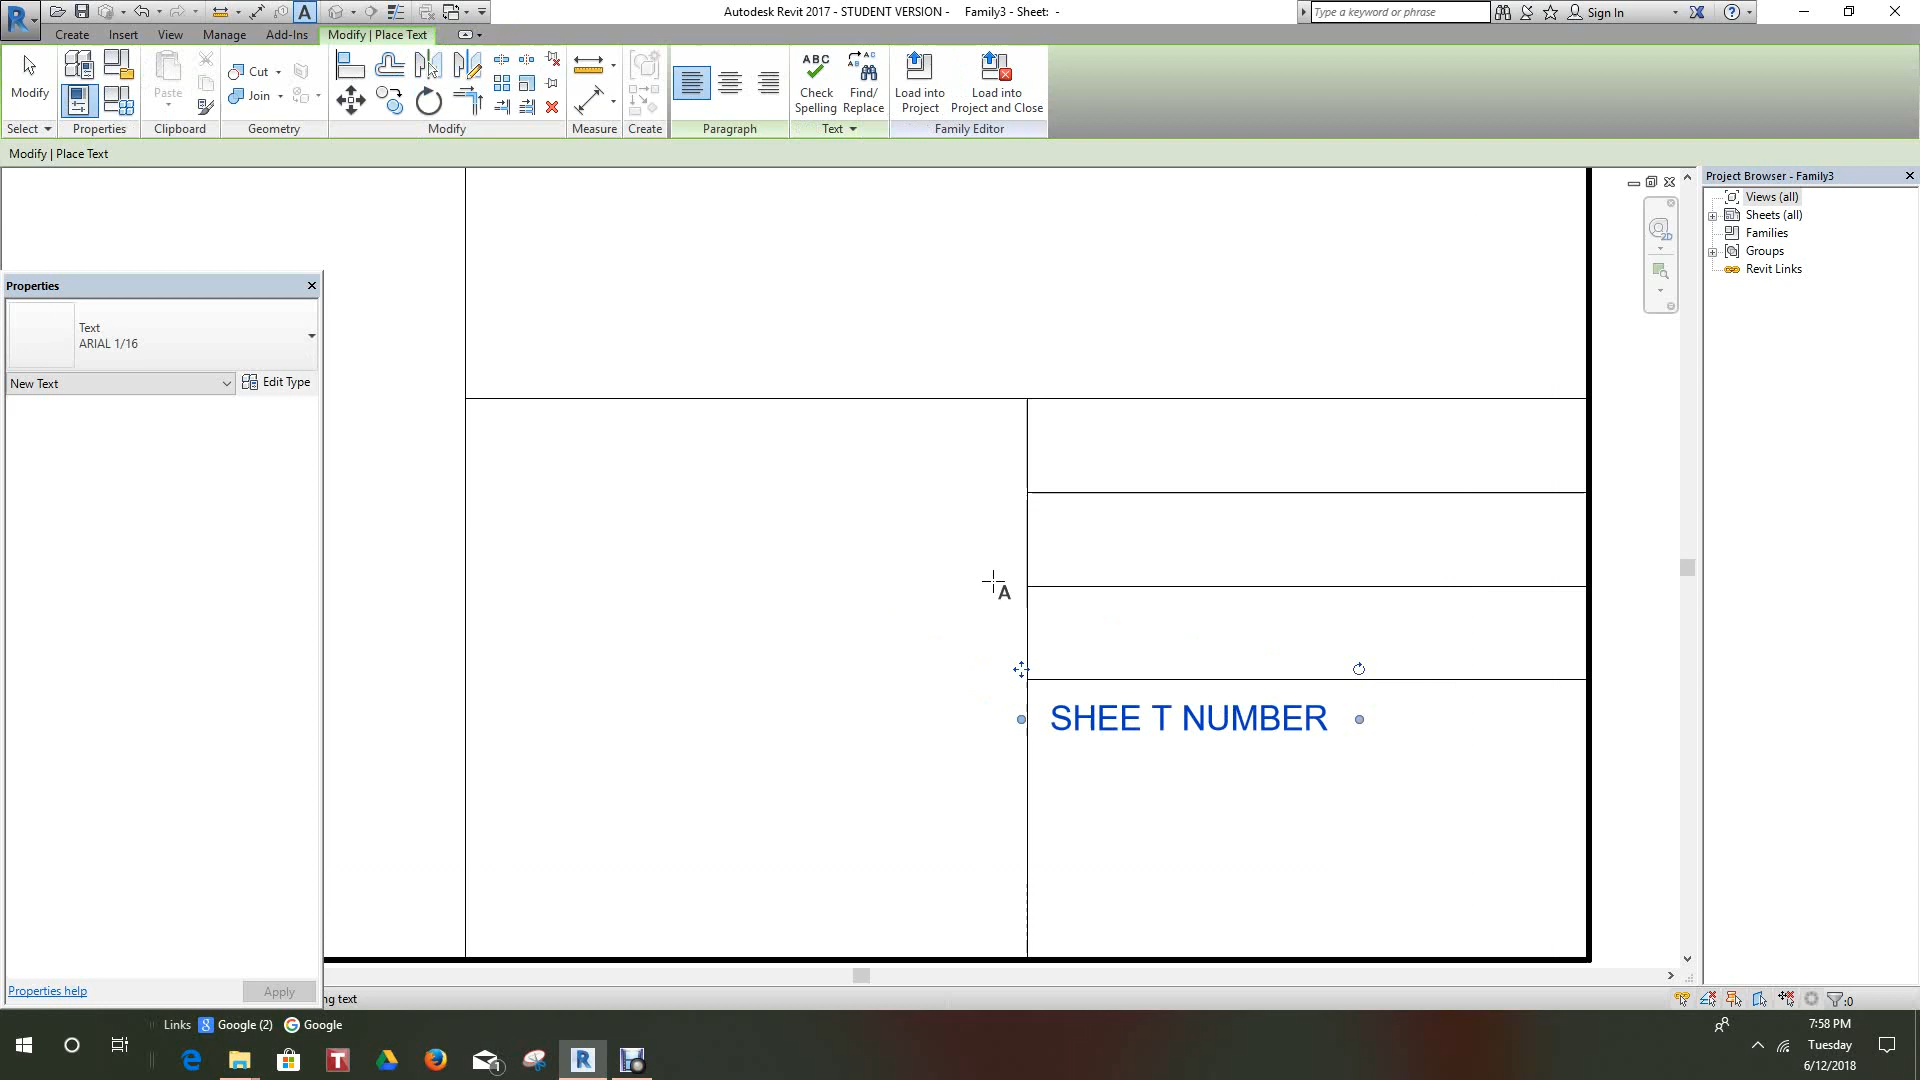 Autodesk Revit 2017 - STUDENT VERSION - Family3 - Sheet: -
Type a keyword or phrase
Sign In
Create Insert View Manage Add-Ins Modify | Place Text
Modify
Paste
Cut
Join
Check Spelling
Find/ Replace
Load into Project
Load into Project and Close
Select Properties Clipboard Geometry Modify Measure Create Paragraph Text Family Editor
Modify | Place Text
Properties
Text
ARIAL 1/16
New Text
Edit Type
Properties help
Apply
SHEE T NUMBER
A
Project Browser - Family3
Views (all)
Sheets (all)
Families
Groups
Revit Links
2D
ng text
:0
Links Google (2) Google
7:58 PM
Tuesday
6/12/2018